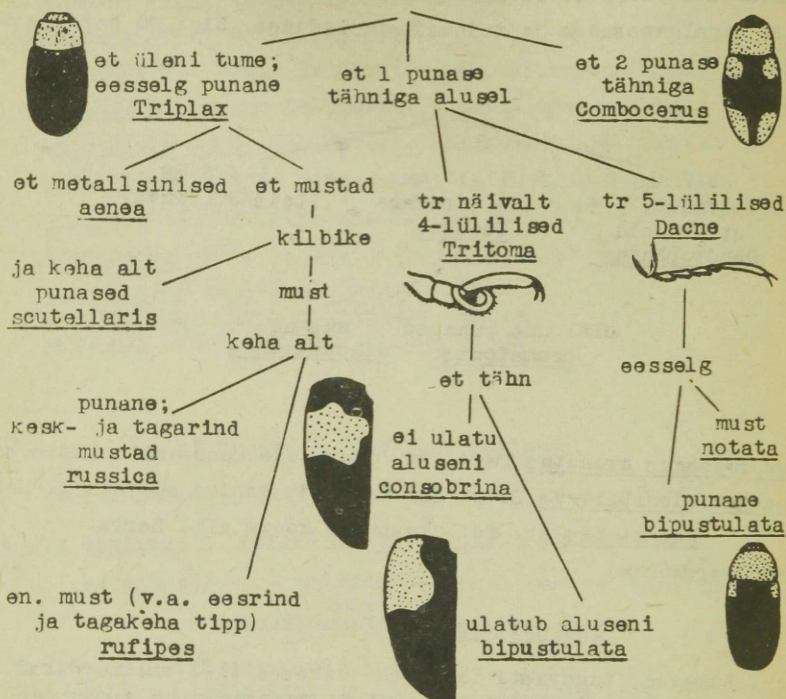 et üleni tume;
eesselg punane
Triplax
et 1 punase
tähniga alusel
et 2 punase
tähniga
Combocerus
et metallsinised
aenea
et mustad
kilbike
ja keha alt
punased
scutellaris
must
keha alt
punane;
kesk- ja tagarind
mustad
russica
en. must (v.a. eesrind
ja tagakeha tipp)
rufipes
tr näivalt
4-lülilised
Tritoma
et tähn
ei ulatu
aluseni
consobrina
ulatub aluseni
bipustulata
tr 5-lülilised
Dacne
eesselg
must
notata
punane
bipustulata